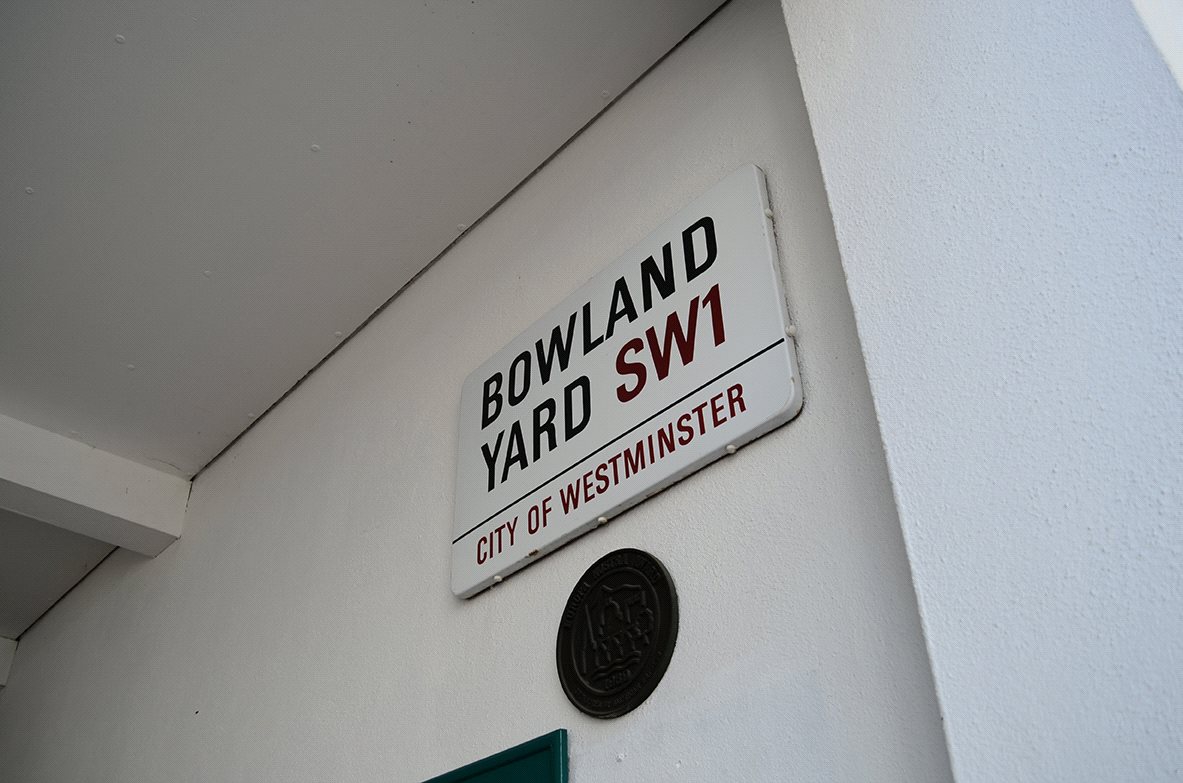 BOWLAND
YARD SW1
CITY OF WESTMINSTER